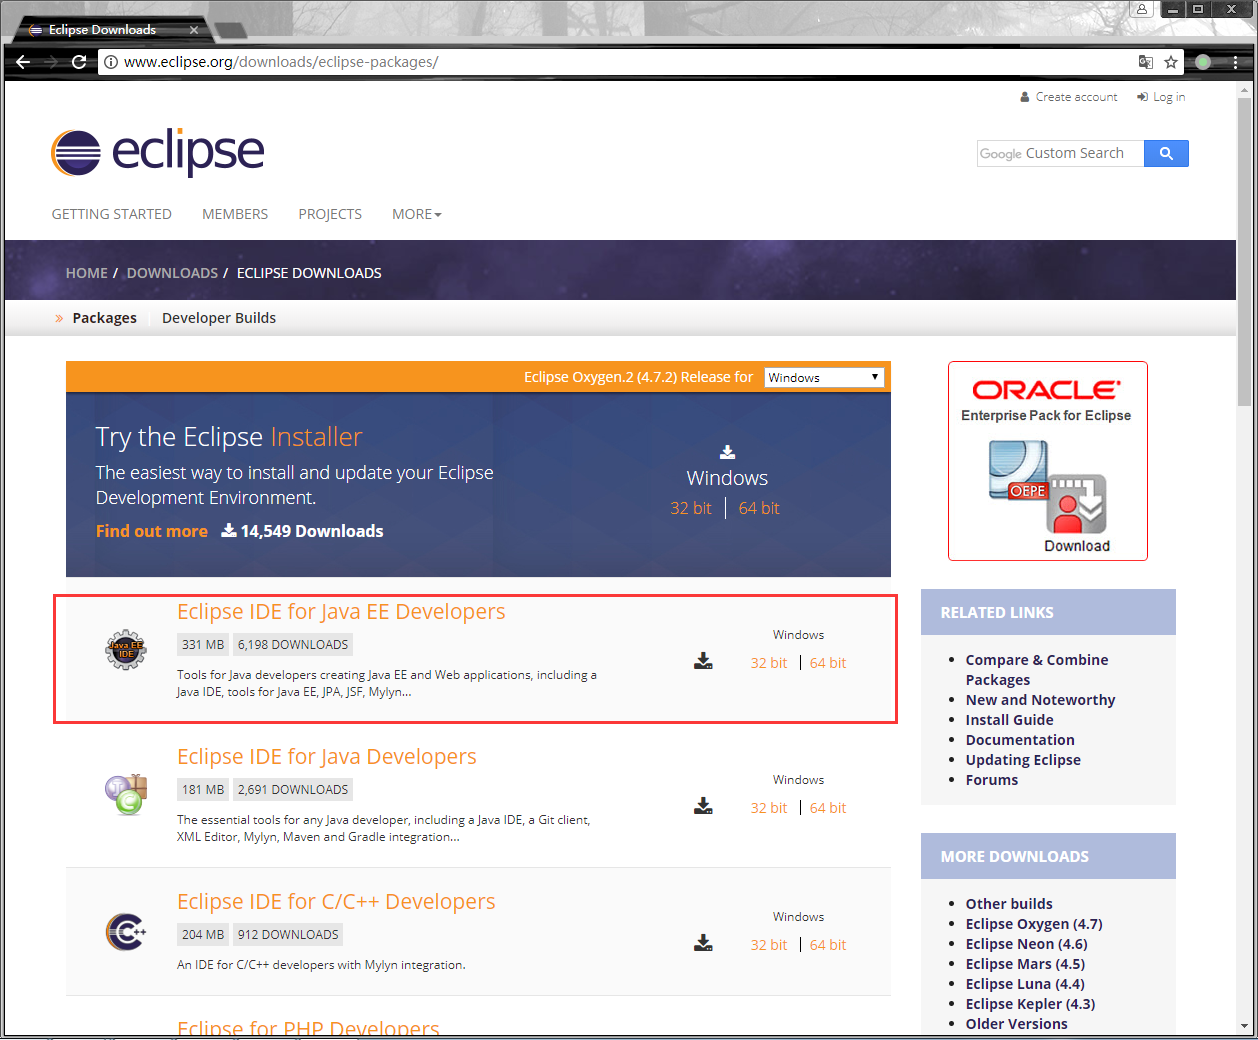 Eclipse Downloads
www.eclipse.org/downloads/eclipse-packages/
Create account Log in
eclipse
Google Custom Search
GETTING STARTED MEMBERS PROJECTS MORE
HOME / DOWNLOADS / ECLIPSE DOWNLOADS
» Packages Developer Builds
Eclipse Oxygen.2 (4.7.2) Release for Windows
Try the Eclipse Installer
The easiest way to install and update your Eclipse
Development Environment.
Find out more 14,549 Downloads
Windows
32 bit | 64 bit
ORACLE
Enterprise Pack for Eclipse
OEPE
Download
Eclipse IDE for Java EE Developers
331 MB 6,198 DOWNLOADS
Tools for Java developers creating Java EE and Web applications, including a
Java IDE, tools for Java EE, JPA, JSF, Mylyn...
Java EE
IDE
Windows
32 bit | 64 bit
Eclipse IDE for Java Developers
181 MB 2,691 DOWNLOADS
The essential tools for any Java developer, including a Java IDE, a Git client,
XML Editor, Mylyn, Maven and Gradle integration...
Windows
32 bit | 64 bit
Eclipse IDE for C/C++ Developers
204 MB 912 DOWNLOADS
An IDE for C/C++ developers with Mylyn integration.
C++
Windows
32 bit | 64 bit
Eclipse for PHP Developers
RELATED LINKS
Compare & Combine
Packages
New and Noteworthy
Install Guide
Documentation
Updating Eclipse
Forums
MORE DOWNLOADS
Other builds
Eclipse Oxygen (4.7)
Eclipse Neon (4.6)
Eclipse Mars (4.5)
Eclipse Luna (4.4)
Eclipse Kepler (4.3)
Older Versions